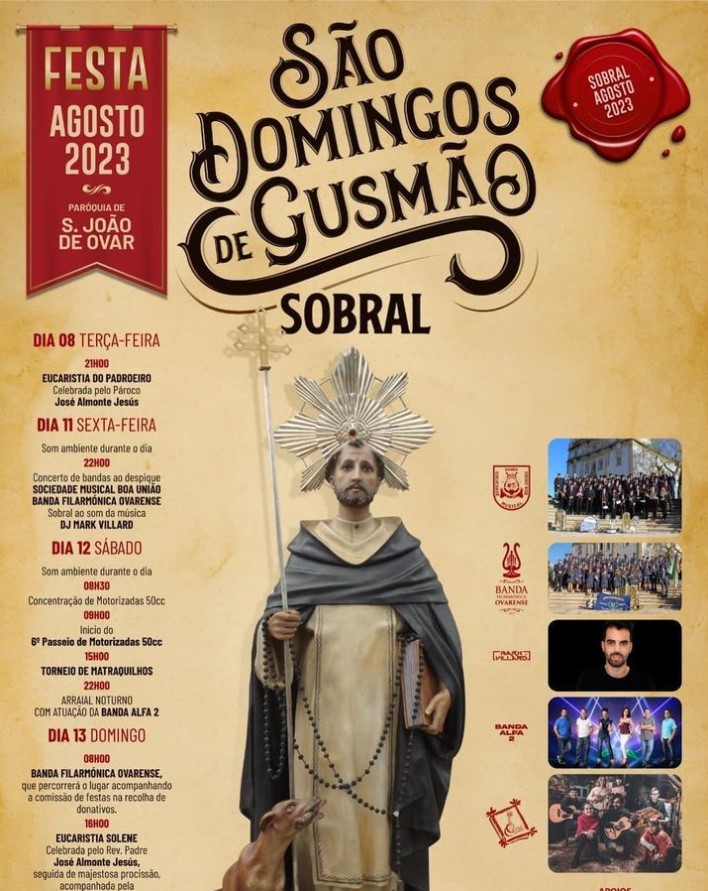 FESTA
AGOSTO
2023
PARÓQUIA DE
S. JOÃO
DE OVAR
SÃO
DOMINGOS
DE GUSMÃO
SOBRAL
SOBRAL
AGOSTO
2023
DIA 08 TERÇA-FEIRA
21H00
EUCARISTIA DO PADROEIRO
Celebrada pelo Pároco
José Almonte Jesús
DIA 11 SEXTA-FEIRA
Som ambiente durante o dia
22H00
Concerto de bandas ao despique
SOCIEDADE MUSICAL BOA UNIÃO
BANDA FILARMÓNICA OVARENSE
Sobral ao som da música
DJ MARK VILLARD
DIA 12 SÁBADO
Som ambiente durante o dia
08H30
Concentração de Motorizadas 50cc
09H00
Início do
6º Passeio de Motorizadas 50cc
15H00
TORNEIO DE MATRAQUILHOS
22H00
ARRAIAL NOTURNO
COM ATUAÇÃO DA BANDA ALFA 2
DIA 13 DOMINGO
08H00
BANDA FILARMÓNICA OVARENSE,
que percorrerá o lugar acompanhando
a comissão de festas na recolha de
donativos.
16H00
EUCARISTIA SOLENE
Celebrada pelo Rev. Padre
José Almonte Jesús,
seguida de majestosa procissão,
acompanhada pela
MUSICAL
BANDA
FILARMÓNICA
OVARENSE
MARK
VILLARD
BANDA
ALFA 2
APOIOS